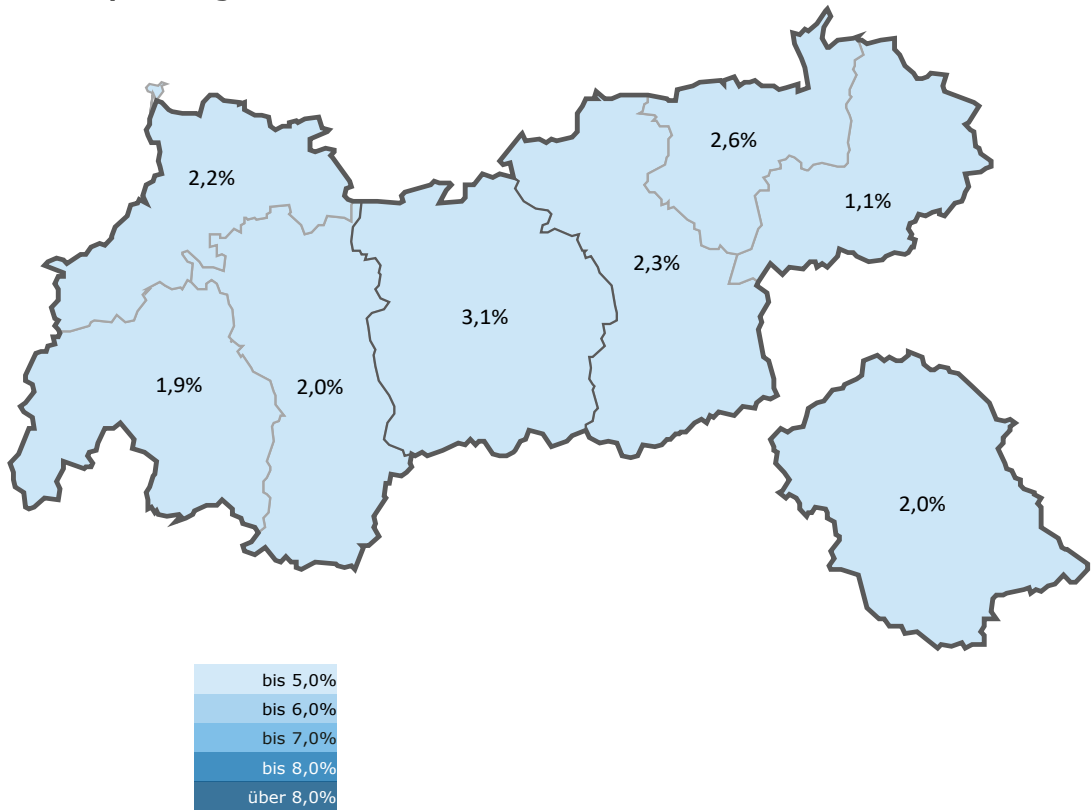 2,6%
2,2%
1,1%
2,3%
3,1%
1,9%
2,0%
2,0%
bis 5,0%
bis 6,0%
bis 7,0%
bis 8,0%
über 8,0%